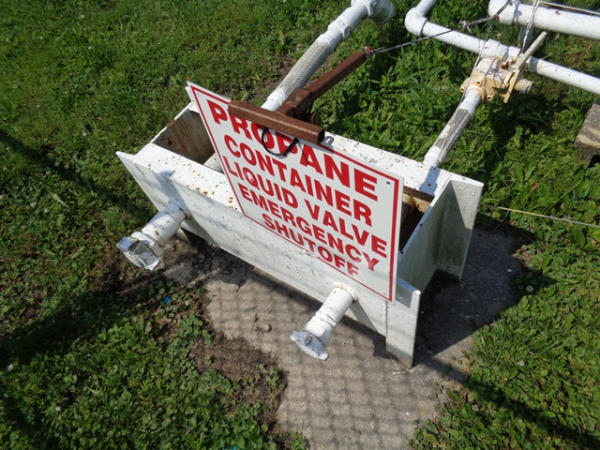 PROPANE
CONTAINER
LIQUID VALVE
EMERGENCY
SHUTOFF